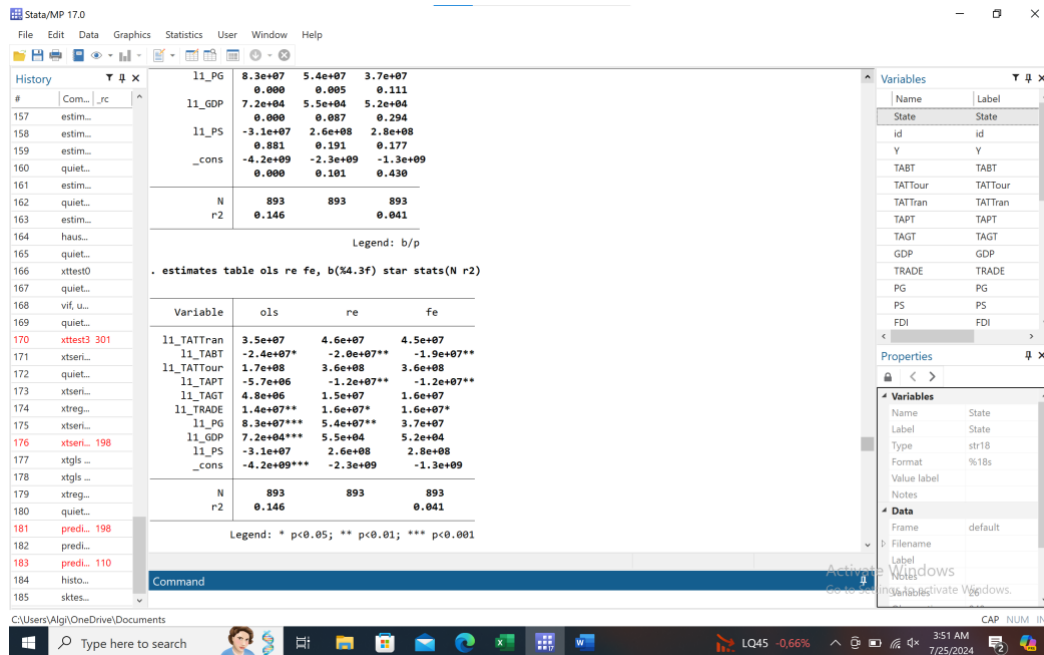 Stata/MP 17.0
File Edit Data Graphics Statistics User Window Help
History
# Com... _rc
157 estim...
158 estim...
159 estim...
160 quiet...
161 estim...
162 quiet...
163 estim...
164 haus...
165 quiet...
166 xttest0
167 quiet...
168 vif, u...
169 quiet...
170 xttest3 301
171 xtseri...
172 quiet...
173 xtseri...
174 xtreg...
175 xtseri...
176 xtseri... 198
177 xtgls ...
178 xtgls ...
179 xtreg...
180 quiet...
181 predi... 198
182 predi...
183 predi... 110
184 histo...
185 sktes...
l1_PG 8.3e+07 5.4e+07 3.7e+07
0.000 0.005 0.111
l1_GDP 7.2e+04 5.5e+04 5.2e+04
0.000 0.087 0.294
l1_PS -3.1e+07 2.6e+08 2.8e+08
0.881 0.191 0.177
_cons -4.2e+09 -2.3e+09 -1.3e+09
0.000 0.101 0.430
N 893 893 893
r2 0.146 0.041
Legend: b/p
. estimates table ols re fe, b(%4.3f) star stats(N r2)
Variable ols re fe
l1_TATTran 3.5e+07 4.6e+07 4.5e+07
l1_TABT -2.4e+07* -2.0e+07** -1.9e+07**
l1_TATTour 1.7e+08 3.6e+08 3.6e+08
l1_TAPT -5.7e+06 -1.2e+07** -1.2e+07**
l1_TAGT 4.8e+06 1.5e+07 1.6e+07
l1_TRADE 1.4e+07** 1.6e+07* 1.6e+07*
l1_PG 8.3e+07*** 5.4e+07** 3.7e+07
l1_GDP 7.2e+04*** 5.5e+04 5.2e+04
l1_PS -3.1e+07 2.6e+08 2.8e+08
_cons -4.2e+09*** -2.3e+09 -1.3e+09
N 893 893 893
r2 0.146 0.041
Legend: * p<0.05; ** p<0.01; *** p<0.001
Command
Variables
Name Label
State State
id id
Y Y
TABT TABT
TATTour TATTour
TATTran TATTran
TAPT TAPT
TAGT TAGT
GDP GDP
TRADE TRADE
PG PG
PS PS
FDI FDI
Properties
Variables
Name State
Label State
Type str18
Format %18s
Value label
Notes
Data
Frame default
Filename
Label
Notes
Variables 26
Activate Windows
Go to Settings to activate Windows.
C:\Users\Algi\OneDrive\Documents
CAP NUM IN
Type here to search
LQ45 -0,66%
3:51 AM
7/25/2024
2